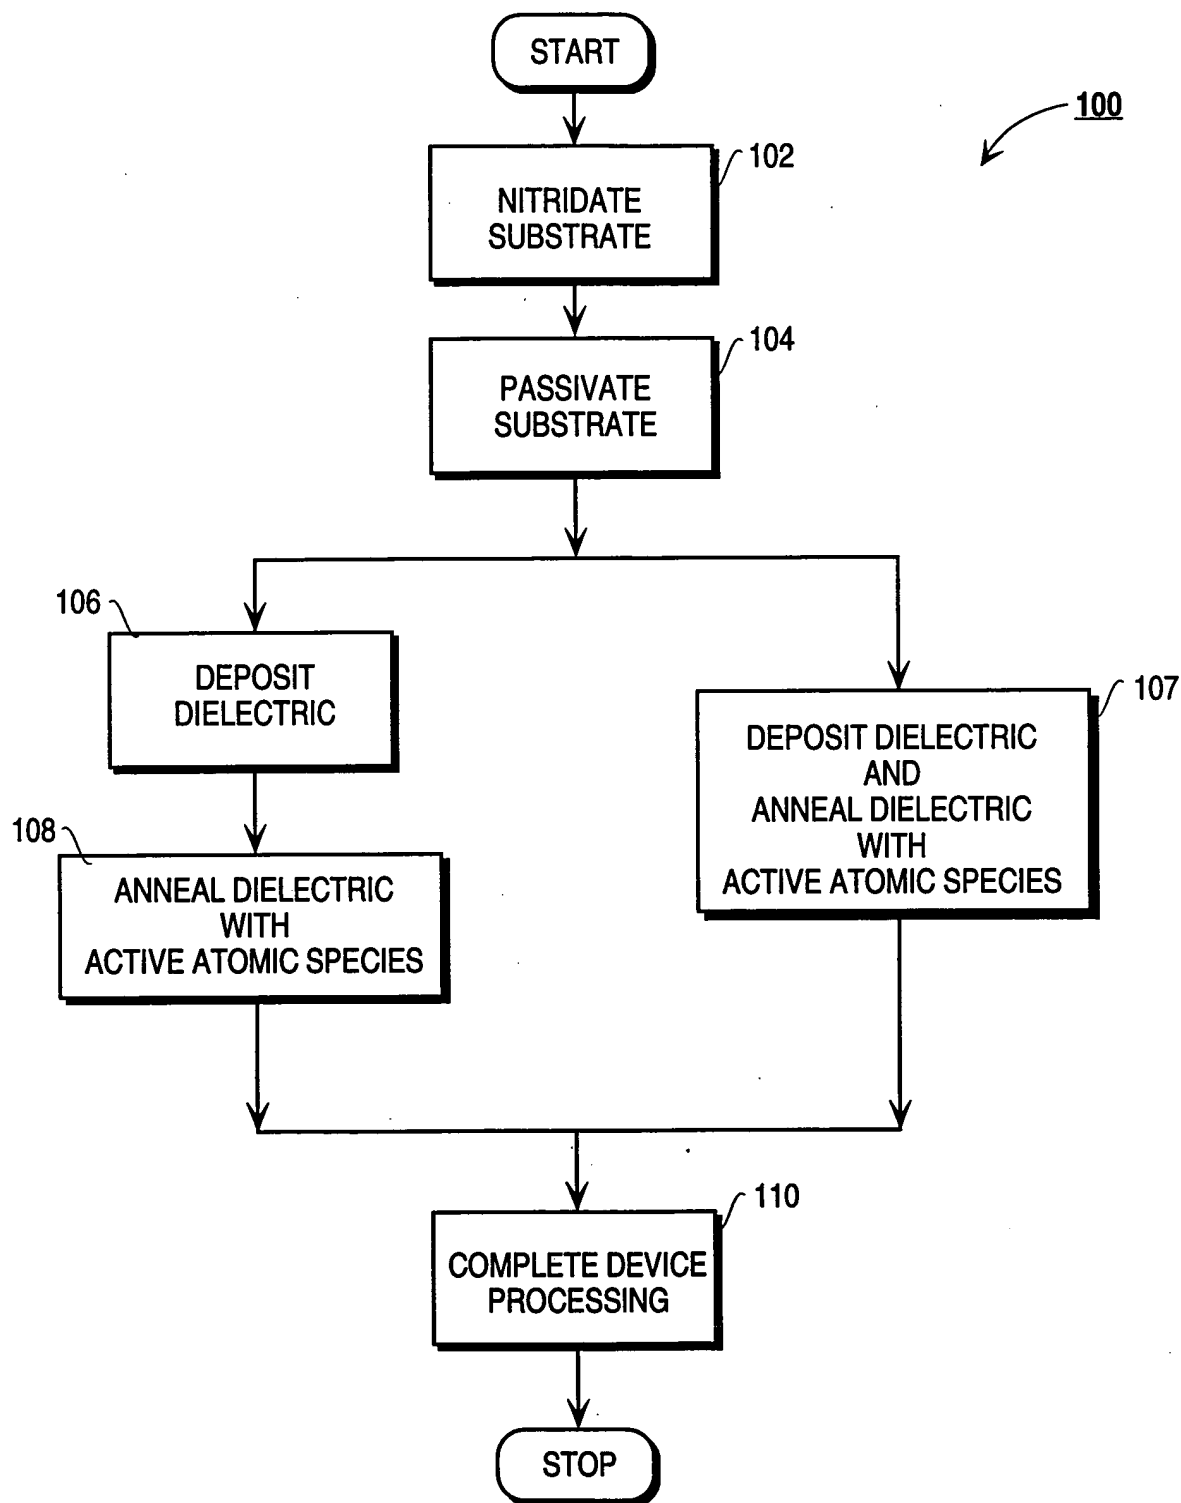 START
100
102
NITRIDATE
SUBSTRATE
104
PASSIVATE
SUBSTRATE
106
DEPOSIT
DIELECTRIC
107
DEPOSIT DIELECTRIC
AND
ANNEAL DIELECTRIC
WITH
ACTIVE ATOMIC SPECIES
108
ANNEAL DIELECTRIC
WITH
ACTIVE ATOMIC SPECIES
110
COMPLETE DEVICE
PROCESSING
STOP